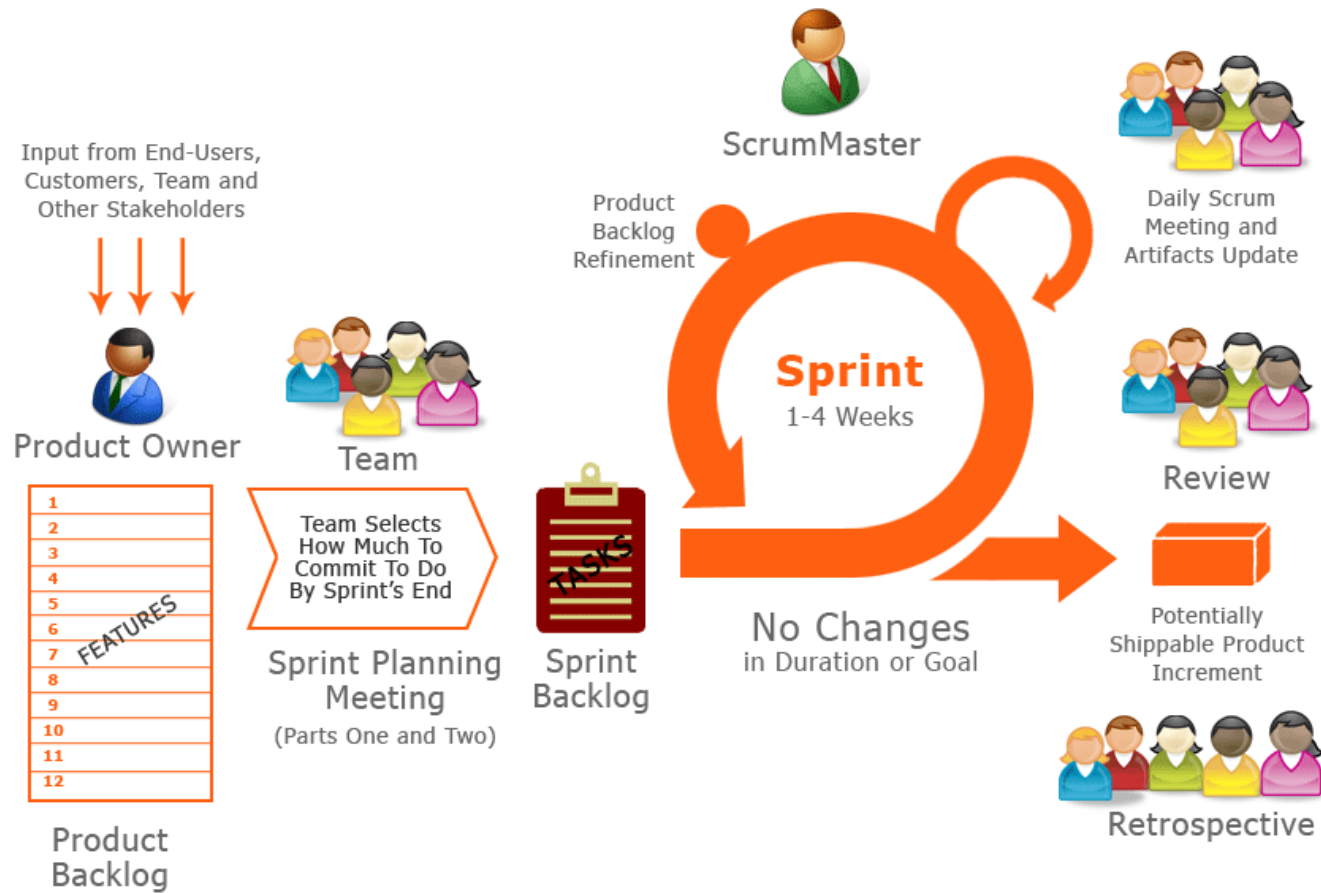 Input from End-Users,
Customers, Team and
Other Stakeholders
Product Owner
1
2
3
4
5
6
7
8
9
10
11
12
FEATURES
Product
Backlog
Team
Team Selects
How Much To
Commit To Do
By Sprint's End
Sprint Planning
Meeting
(Parts One and Two)
TASKS
Sprint
Backlog
ScrumMaster
Product
Backlog
Refinement
Sprint
1-4 Weeks
No Changes
in Duration or Goal
Daily Scrum
Meeting and
Artifacts Update
Review
Potentially
Shippable Product
Increment
Retrospective